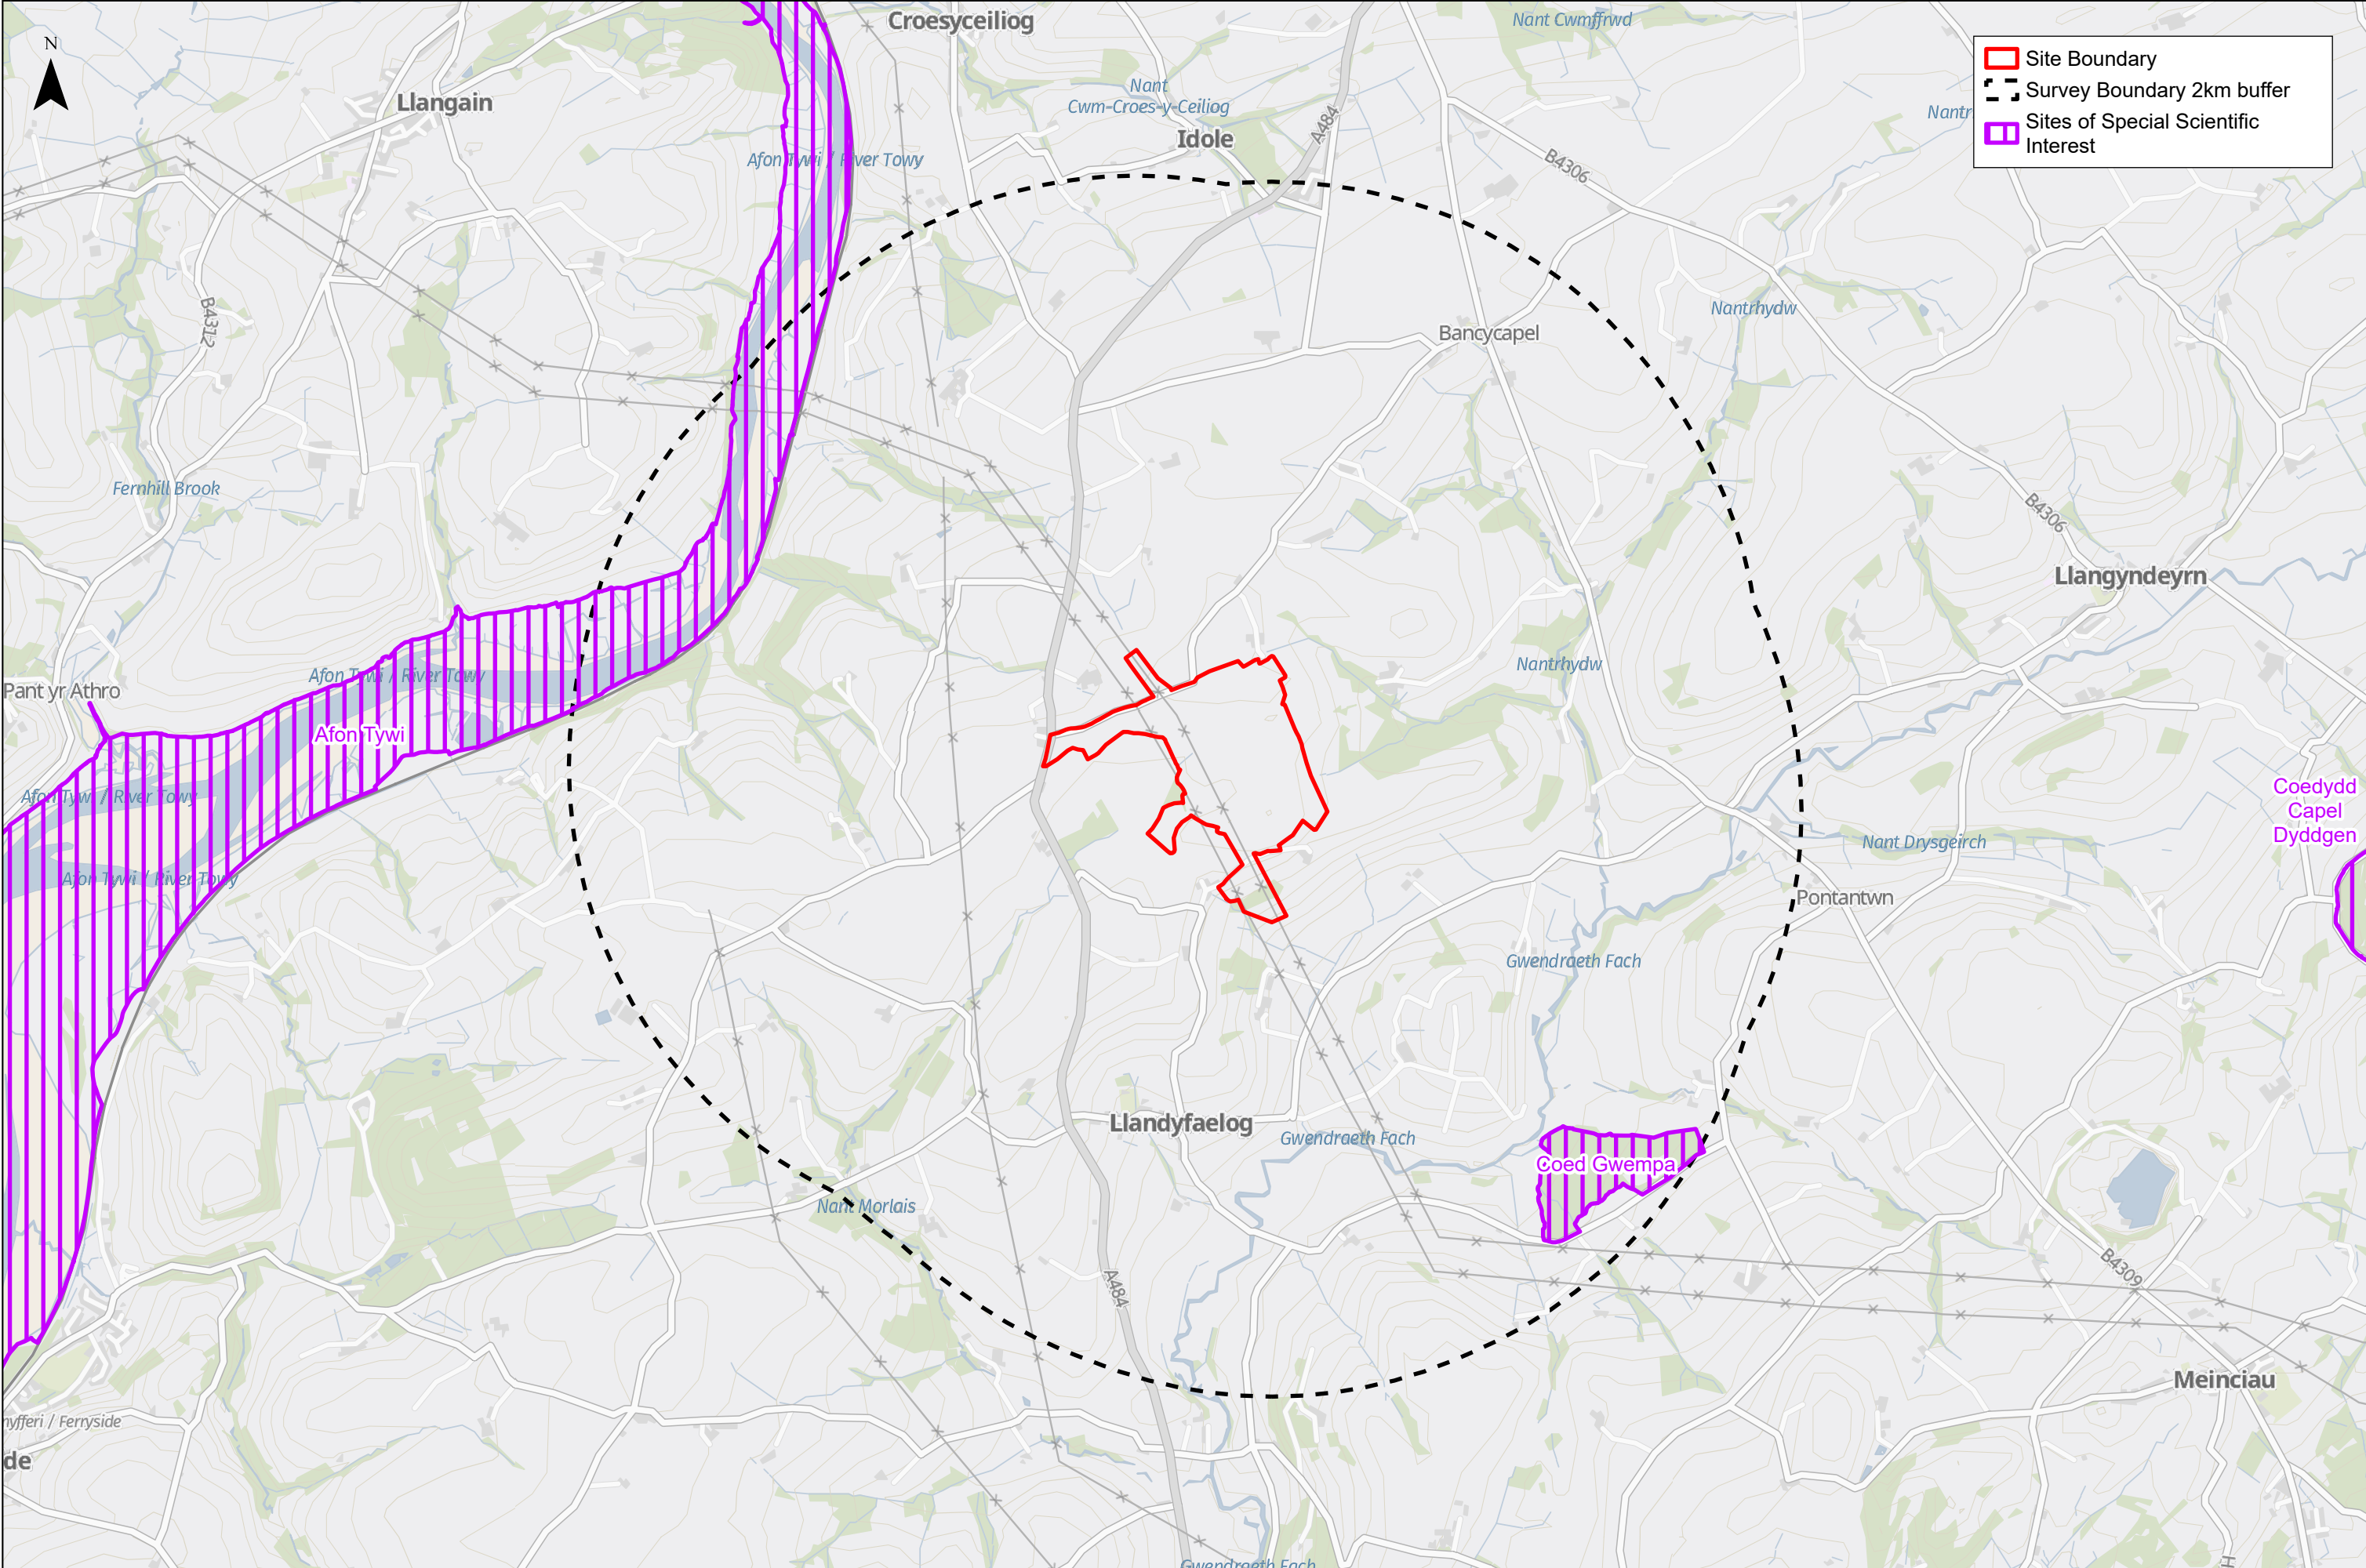 N
Croesyceiliog
Nant Cwmffrwd
Site Boundary
Survey Boundary 2km buffer
Sites of Special Scientific
Interest
Llangain
Nant
Cwm-Croes-y-Ceiliog
Nantr
A484
Idole
Afon Tywi / River Towy
B4306
B4312
Nantrhydw
Bancycapel
Fernhill Brook
B4306
Llangyndeyrn
Nantrhydw
Afon Tywi / River Towy
Pant yr Athro
Afon Tywi
Afon Tywi / River Towy
Coedydd
Capel
Dyddgen
Nant Drysgeirch
Afon Tywi / River Towy
Pontantwn
Gwendraeth Fach
Llandyfaelog
Gwendraeth Fach
Coed Gwempa
Nant Morlais
B4309
A484
Meinciau
nyfferi / Ferryside
de
Gwendraeth Fach
H